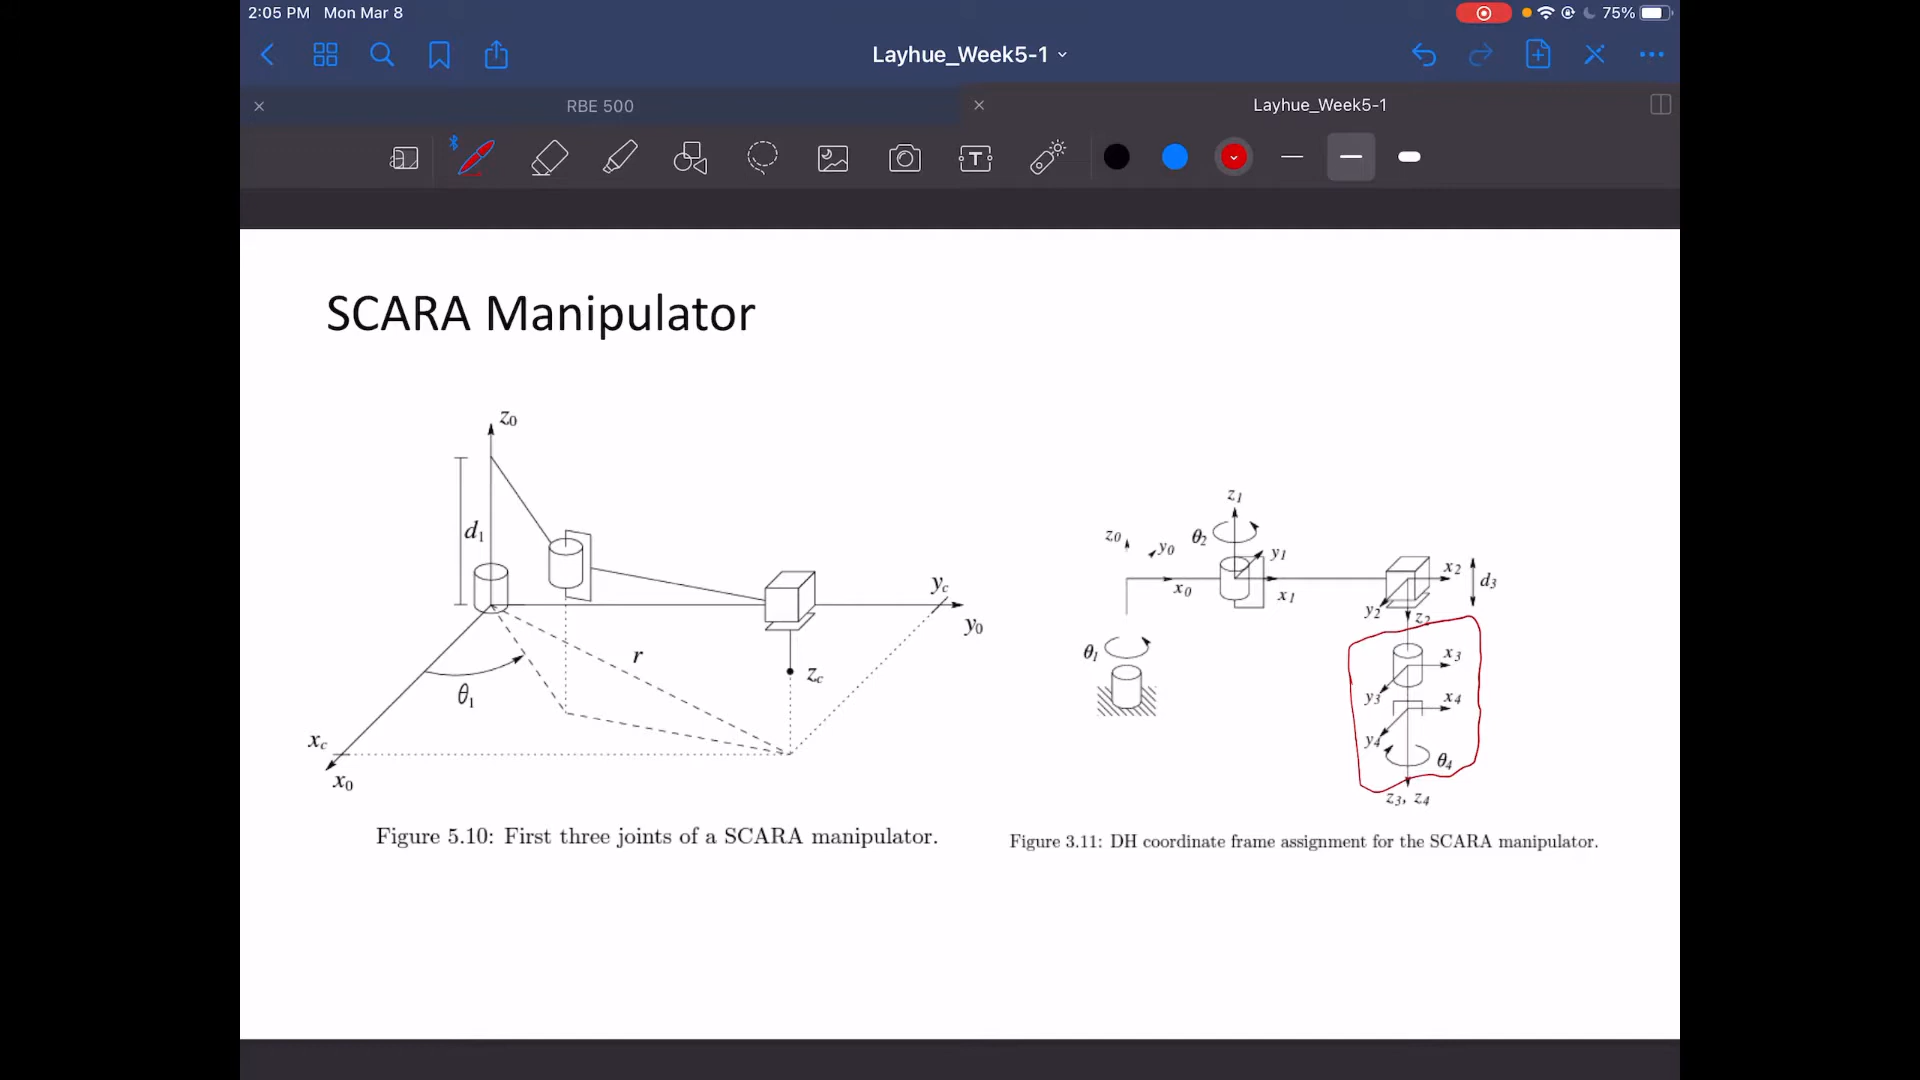 2:05 PM Mon Mar 8
75%
Layhue_Week5-1
RBE 500
Layhue_Week5-1
T
SCARA Manipulator
z0
d1
yc
y0
r
zc
θ1
xc
x0
Figure 5.10: First three joints of a SCARA manipulator.
z1
z0
y0
θ2
y1
x0
x1
x2
d3
y2
z2
θ1
x3
y3
x4
y4
θ4
z3, z4
Figure 3.11: DH coordinate frame assignment for the SCARA manipulator.